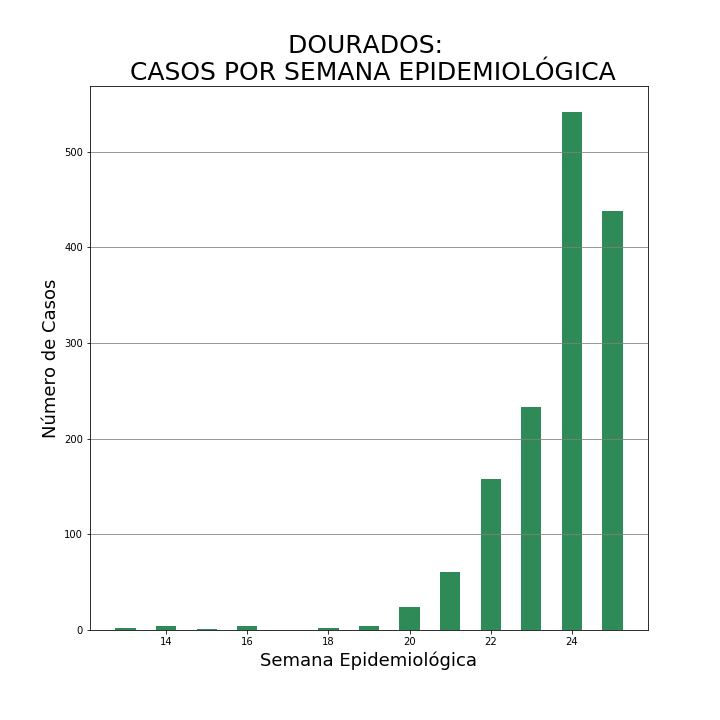 DOURADOS:
CASOS POR SEMANA EPIDEMIOLÓGICA
Número de Casos
500
400
300
200
100
0
14 16 18 20 22 24
Semana Epidemiológica